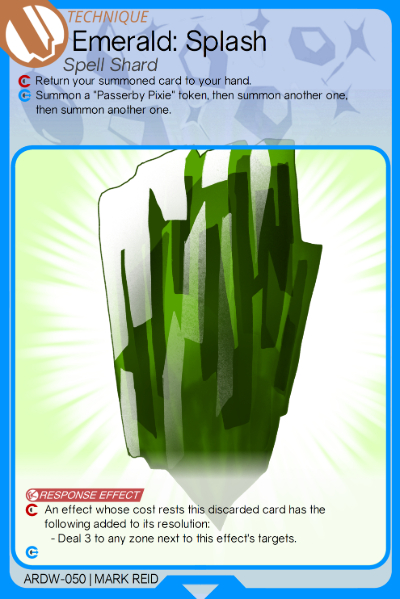 TECHNIQUE
Emerald: Splash
Spell Shard
Return your summoned card to your hand.
Summon a "Passerby Pixie" token, then summon another one,
then summon another one.
RESPONSE EFFECT
An effect whose cost rests this discarded card has the
following added to its resolution:
- Deal 3 to any zone next to this effect's targets.
ARDW-050 | MARK REID